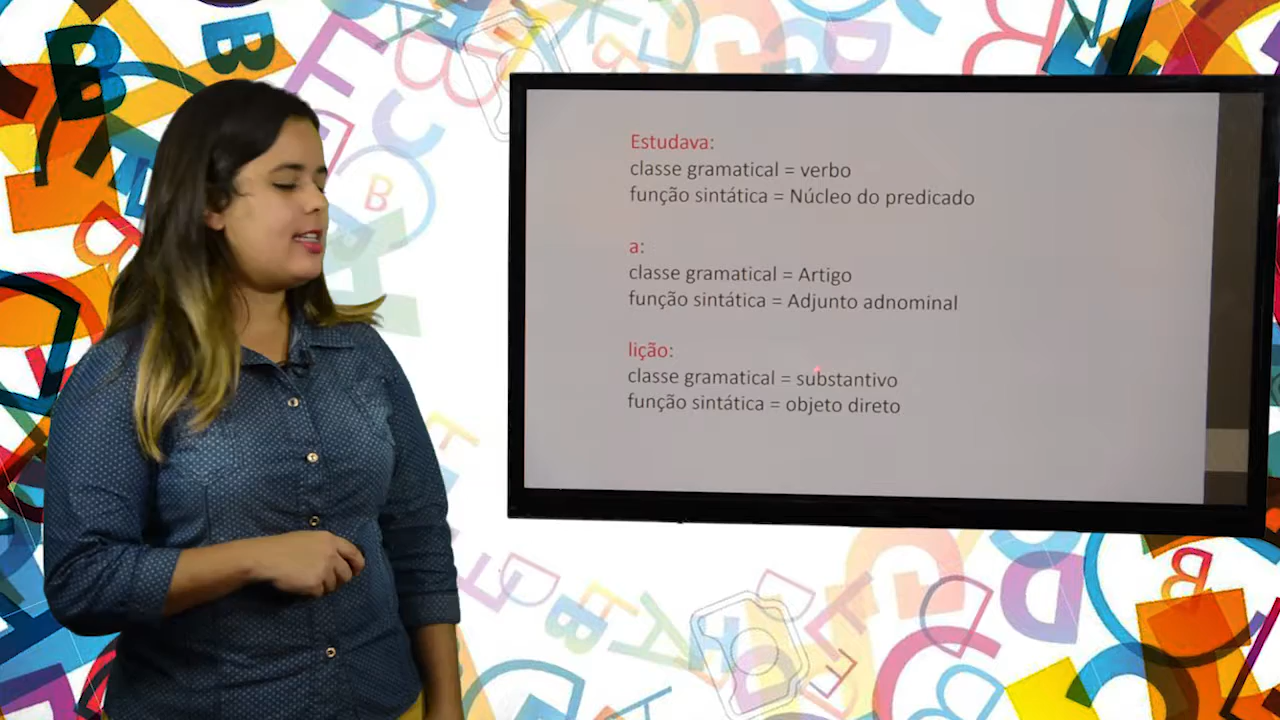 Estudava:
classe gramatical = verbo
função sintática = Núcleo do predicado
a:
classe gramatical = Artigo
função sintática = Adjunto adnominal
lição:
classe gramatical = substantivo
função sintática = objeto direto